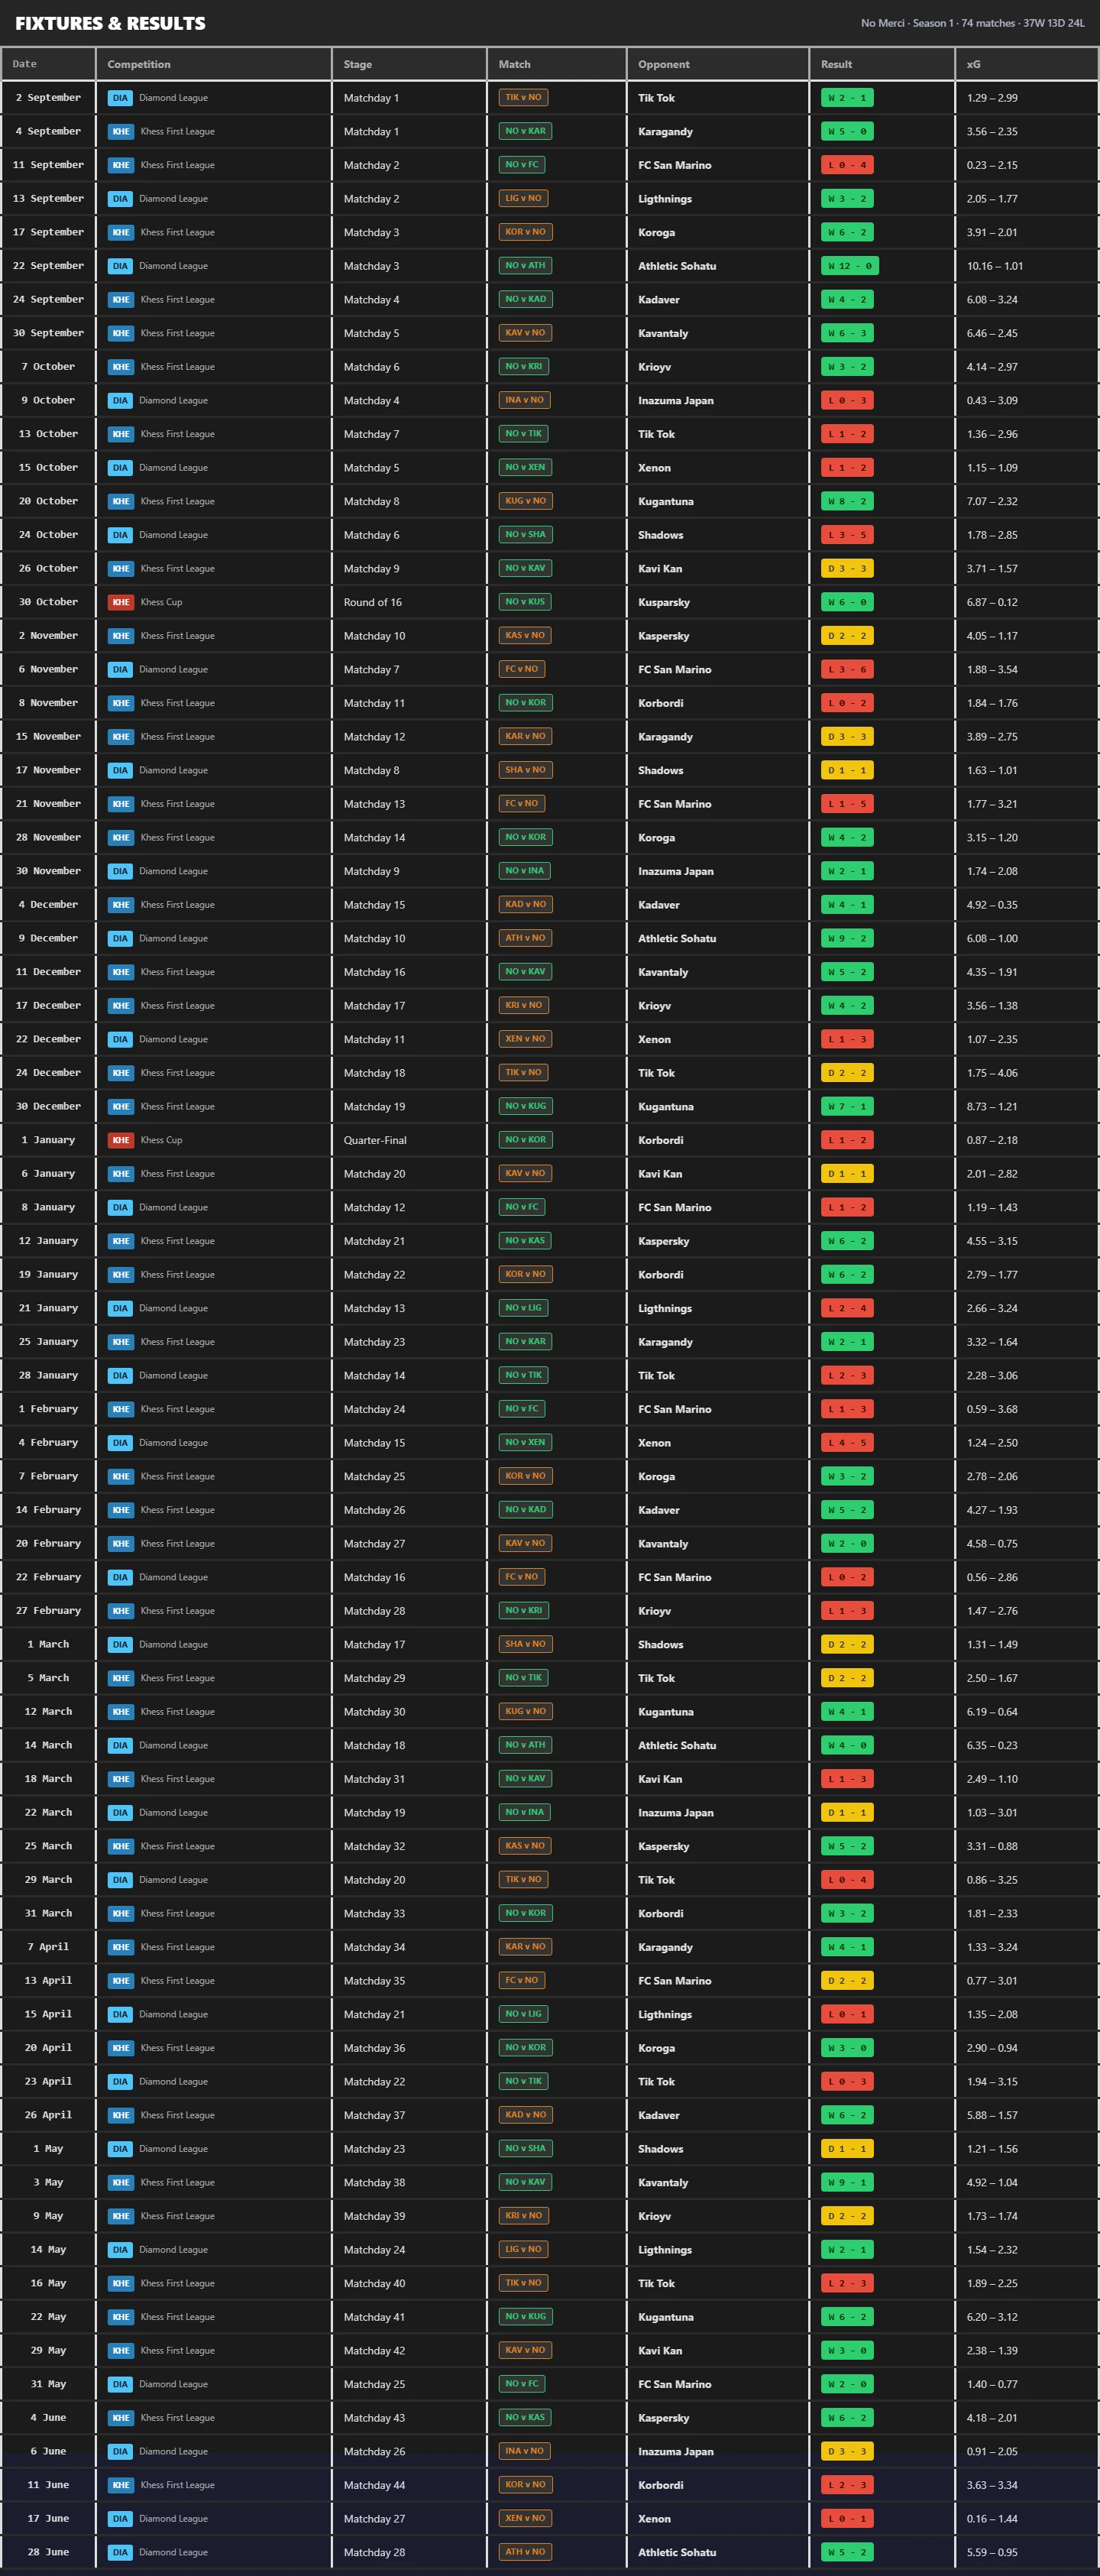 FIXTURES & RESULTS No Merci · Season 1 · 74 matches · 37W 13D 24L
Date Competition Stage Match Opponent Result xG
2 September DIA Diamond League Matchday 1 TIK v NO Tik Tok W 2 - 1 1.29 – 2.99
4 September KHE Khess First League Matchday 1 NO v KAR Karagandy W 5 - 0 3.56 – 2.35
11 September KHE Khess First League Matchday 2 NO v FC FC San Marino L 0 - 4 0.23 – 2.15
13 September DIA Diamond League Matchday 2 LIG v NO Ligthnings W 3 - 2 2.05 – 1.77
17 September KHE Khess First League Matchday 3 KOR v NO Koroga W 6 - 2 3.91 – 2.01
22 September DIA Diamond League Matchday 3 NO v ATH Athletic Sohatu W 12 - 0 10.16 – 1.01
24 September KHE Khess First League Matchday 4 NO v KAD Kadaver W 4 - 2 6.08 – 3.24
30 September KHE Khess First League Matchday 5 KAV v NO Kavantaly W 6 - 3 6.46 – 2.45
7 October KHE Khess First League Matchday 6 NO v KRI Krioyv W 3 - 2 4.14 – 2.97
9 October DIA Diamond League Matchday 4 INA v NO Inazuma Japan L 0 - 3 0.43 – 3.09
13 October KHE Khess First League Matchday 7 NO v TIK Tik Tok L 1 - 2 1.36 – 2.96
15 October DIA Diamond League Matchday 5 NO v XEN Xenon L 1 - 2 1.15 – 1.09
20 October KHE Khess First League Matchday 8 KUG v NO Kugantuna W 8 - 2 7.07 – 2.32
24 October DIA Diamond League Matchday 6 NO v SHA Shadows L 3 - 5 1.78 – 2.85
26 October KHE Khess First League Matchday 9 NO v KAV Kavi Kan D 3 - 3 3.71 – 1.57
30 October KHE Khess Cup Round of 16 NO v KUS Kusparsky W 6 - 0 6.87 – 0.12
2 November KHE Khess First League Matchday 10 KAS v NO Kaspersky D 2 - 2 4.05 – 1.17
6 November DIA Diamond League Matchday 7 FC v NO FC San Marino L 3 - 6 1.88 – 3.54
8 November KHE Khess First League Matchday 11 NO v KOR Korbordi L 0 - 2 1.84 – 1.76
15 November KHE Khess First League Matchday 12 KAR v NO Karagandy D 3 - 3 3.89 – 2.75
17 November DIA Diamond League Matchday 8 SHA v NO Shadows D 1 - 1 1.63 – 1.01
21 November KHE Khess First League Matchday 13 FC v NO FC San Marino L 1 - 5 1.77 – 3.21
28 November KHE Khess First League Matchday 14 NO v KOR Koroga W 4 - 2 3.15 – 1.20
30 November DIA Diamond League Matchday 9 NO v INA Inazuma Japan W 2 - 1 1.74 – 2.08
4 December KHE Khess First League Matchday 15 KAD v NO Kadaver W 4 - 1 4.92 – 0.35
9 December DIA Diamond League Matchday 10 ATH v NO Athletic Sohatu W 9 - 2 6.08 – 1.00
11 December KHE Khess First League Matchday 16 NO v KAV Kavantaly W 5 - 2 4.35 – 1.91
17 December KHE Khess First League Matchday 17 KRI v NO Krioyv W 4 - 2 3.56 – 1.38
22 December DIA Diamond League Matchday 11 XEN v NO Xenon L 1 - 3 1.07 – 2.35
24 December KHE Khess First League Matchday 18 TIK v NO Tik Tok D 2 - 2 1.75 – 4.06
30 December KHE Khess First League Matchday 19 NO v KUG Kugantuna W 7 - 1 8.73 – 1.21
1 January KHE Khess Cup Quarter-Final NO v KOR Korbordi L 1 - 2 0.87 – 2.18
6 January KHE Khess First League Matchday 20 KAV v NO Kavi Kan D 1 - 1 2.01 – 2.82
8 January DIA Diamond League Matchday 12 NO v FC FC San Marino L 1 - 2 1.19 – 1.43
12 January KHE Khess First League Matchday 21 NO v KAS Kaspersky W 6 - 2 4.55 – 3.15
19 January KHE Khess First League Matchday 22 KOR v NO Korbordi W 6 - 2 2.79 – 1.77
21 January DIA Diamond League Matchday 13 NO v LIG Ligthnings L 2 - 4 2.66 – 3.24
25 January KHE Khess First League Matchday 23 NO v KAR Karagandy W 2 - 1 3.32 – 1.64
28 January DIA Diamond League Matchday 14 NO v TIK Tik Tok L 2 - 3 2.28 – 3.06
1 February KHE Khess First League Matchday 24 NO v FC FC San Marino L 1 - 3 0.59 – 3.68
4 February DIA Diamond League Matchday 15 NO v XEN Xenon L 4 - 5 1.24 – 2.50
7 February KHE Khess First League Matchday 25 KOR v NO Koroga W 3 - 2 2.78 – 2.06
14 February KHE Khess First League Matchday 26 NO v KAD Kadaver W 5 - 2 4.27 – 1.93
20 February KHE Khess First League Matchday 27 KAV v NO Kavantaly W 2 - 0 4.58 – 0.75
22 February DIA Diamond League Matchday 16 FC v NO FC San Marino L 0 - 2 0.56 – 2.86
27 February KHE Khess First League Matchday 28 NO v KRI Krioyv L 1 - 3 1.47 – 2.76
1 March DIA Diamond League Matchday 17 SHA v NO Shadows D 2 - 2 1.31 – 1.49
5 March KHE Khess First League Matchday 29 NO v TIK Tik Tok D 2 - 2 2.50 – 1.67
12 March KHE Khess First League Matchday 30 KUG v NO Kugantuna W 4 - 1 6.19 – 0.64
14 March DIA Diamond League Matchday 18 NO v ATH Athletic Sohatu W 4 - 0 6.35 – 0.23
18 March KHE Khess First League Matchday 31 NO v KAV Kavi Kan L 1 - 3 2.49 – 1.10
22 March DIA Diamond League Matchday 19 NO v INA Inazuma Japan D 1 - 1 1.03 – 3.01
25 March KHE Khess First League Matchday 32 KAS v NO Kaspersky W 5 - 2 3.31 – 0.88
29 March DIA Diamond League Matchday 20 TIK v NO Tik Tok L 0 - 4 0.86 – 3.25
31 March KHE Khess First League Matchday 33 NO v KOR Korbordi W 3 - 2 1.81 – 2.33
7 April KHE Khess First League Matchday 34 KAR v NO Karagandy W 4 - 1 1.33 – 3.24
13 April KHE Khess First League Matchday 35 FC v NO FC San Marino D 2 - 2 0.77 – 3.01
15 April DIA Diamond League Matchday 21 NO v LIG Ligthnings L 0 - 1 1.35 – 2.08
20 April KHE Khess First League Matchday 36 NO v KOR Koroga W 3 - 0 2.90 – 0.94
23 April DIA Diamond League Matchday 22 NO v TIK Tik Tok L 0 - 3 1.94 – 3.15
26 April KHE Khess First League Matchday 37 KAD v NO Kadaver W 6 - 2 5.88 – 1.57
1 May DIA Diamond League Matchday 23 NO v SHA Shadows D 1 - 1 1.21 – 1.56
3 May KHE Khess First League Matchday 38 NO v KAV Kavantaly W 9 - 1 4.92 – 1.04
9 May KHE Khess First League Matchday 39 KRI v NO Krioyv D 2 - 2 1.73 – 1.74
14 May DIA Diamond League Matchday 24 LIG v NO Ligthnings W 2 - 1 1.54 – 2.32
16 May KHE Khess First League Matchday 40 TIK v NO Tik Tok L 2 - 3 1.89 – 2.25
22 May KHE Khess First League Matchday 41 NO v KUG Kugantuna W 6 - 2 6.20 – 3.12
29 May KHE Khess First League Matchday 42 KAV v NO Kavi Kan W 3 - 0 2.38 – 1.39
31 May DIA Diamond League Matchday 25 NO v FC FC San Marino W 2 - 0 1.40 – 0.77
4 June KHE Khess First League Matchday 43 NO v KAS Kaspersky W 6 - 2 4.18 – 2.01
6 June DIA Diamond League Matchday 26 INA v NO Inazuma Japan D 3 - 3 0.91 – 2.05
11 June KHE Khess First League Matchday 44 KOR v NO Korbordi L 2 - 3 3.63 – 3.34
17 June DIA Diamond League Matchday 27 XEN v NO Xenon L 0 - 1 0.16 – 1.44
28 June DIA Diamond League Matchday 28 ATH v NO Athletic Sohatu W 5 - 2 5.59 – 0.95